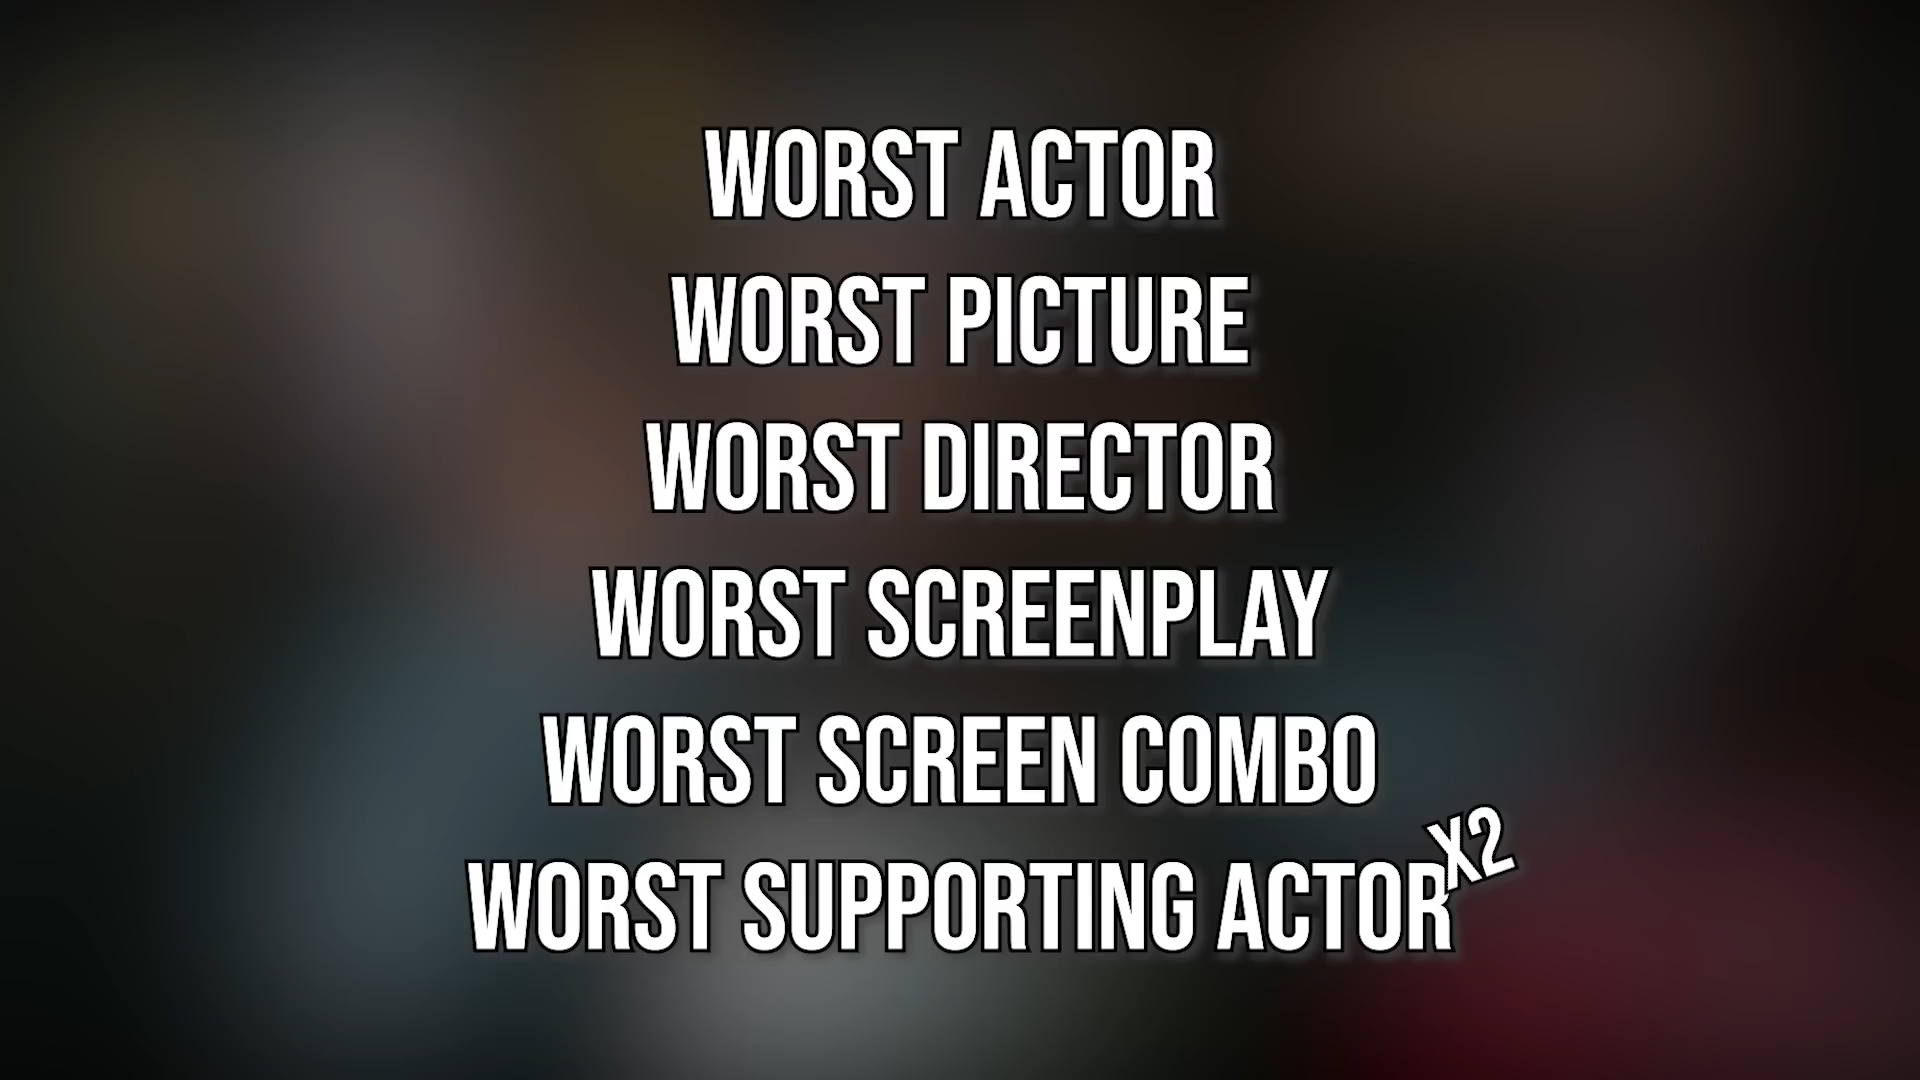 WORST ACTOR
WORST PICTURE
WORST DIRECTOR
WORST SCREENPLAY
WORST SCREEN COMBO
WORST SUPPORTING ACTOR X2